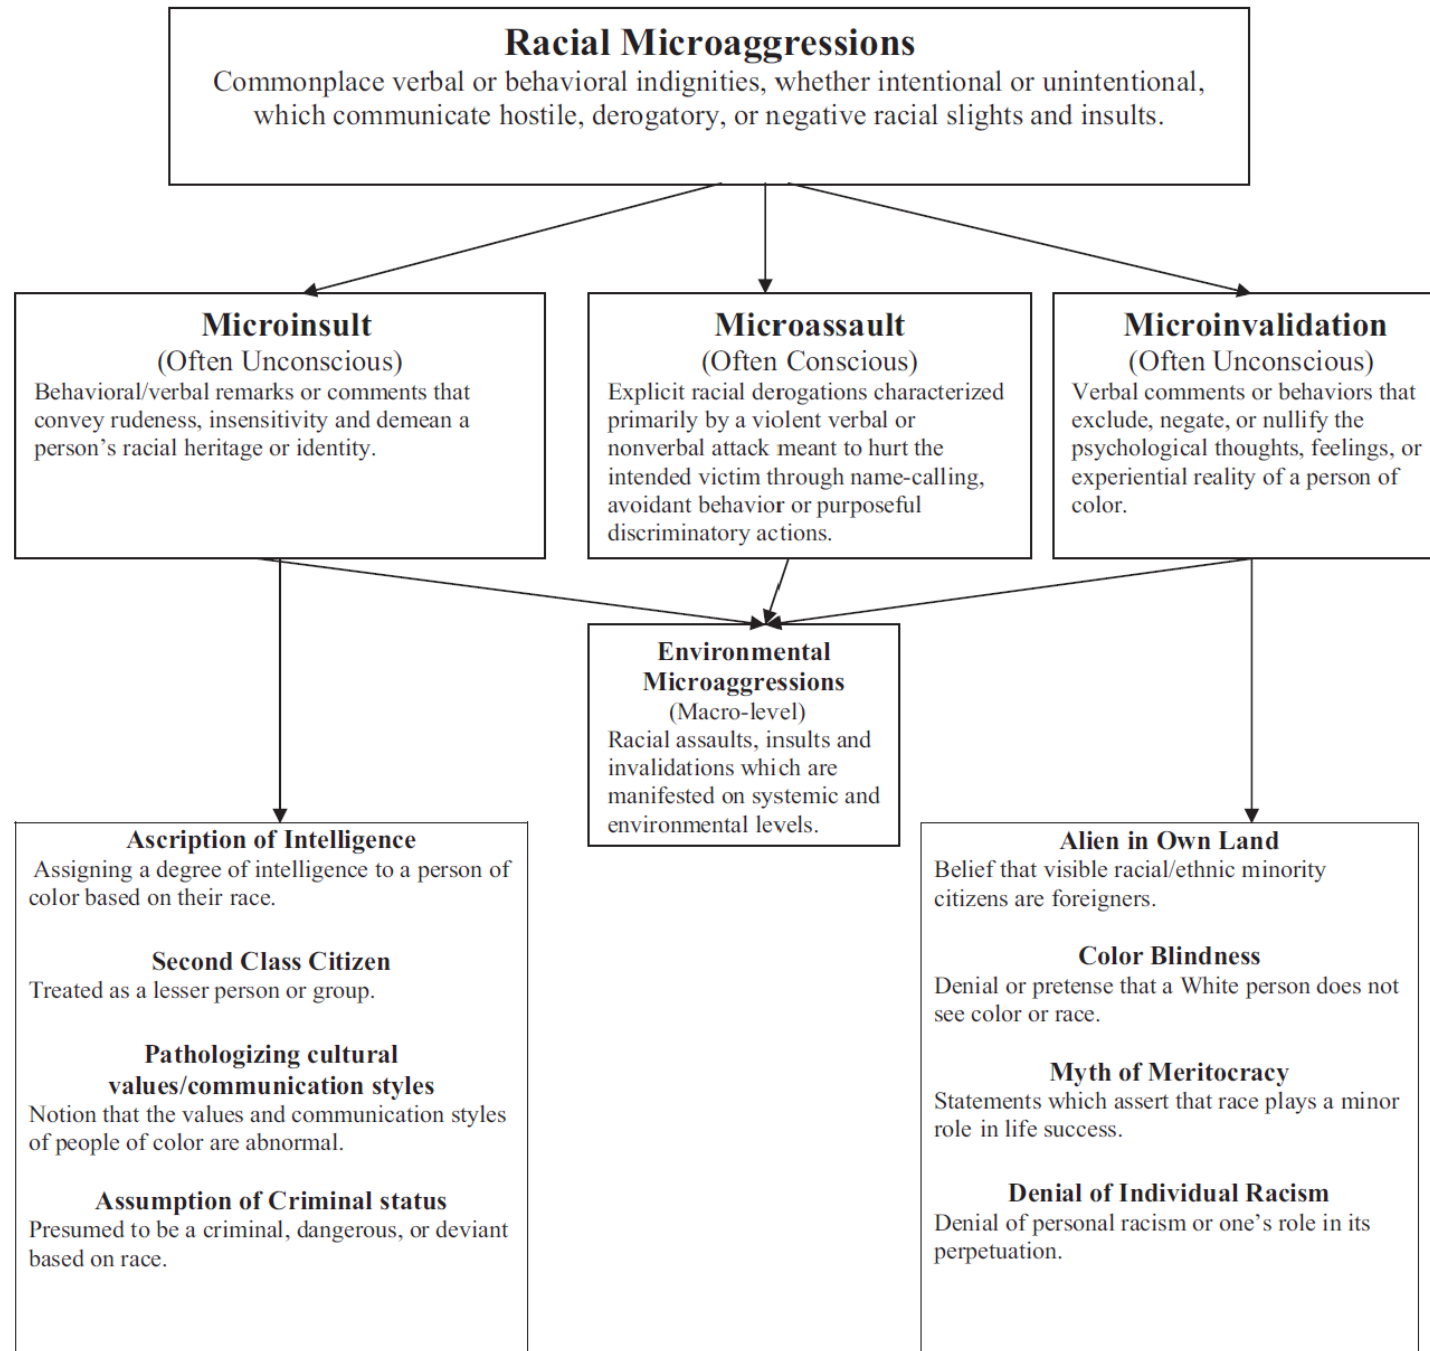 Racial Microaggressions
Commonplace verbal or behavioral indignities, whether intentional or unintentional,
which communicate hostile, derogatory, or negative racial slights and insults.
Microinsult
(Often Unconscious)
Behavioral/verbal remarks or comments that
convey rudeness, insensitivity and demean a
person’s racial heritage or identity.
Microassault
(Often Conscious)
Explicit racial derogations characterized
primarily by a violent verbal or
nonverbal attack meant to hurt the
intended victim through name-calling,
avoidant behavior or purposeful
discriminatory actions.
Microinvalidation
(Often Unconscious)
Verbal comments or behaviors that
exclude, negate, or nullify the
psychological thoughts, feelings, or
experiential reality of a person of
color.
Environmental
Microaggressions
(Macro-level)
Racial assaults, insults and
invalidations which are
manifested on systemic and
environmental levels.
Ascription of Intelligence
Assigning a degree of intelligence to a person of
color based on their race.
Second Class Citizen
Treated as a lesser person or group.
Pathologizing cultural
values/communication styles
Notion that the values and communication styles
of people of color are abnormal.
Assumption of Criminal status
Presumed to be a criminal, dangerous, or deviant
based on race.
Alien in Own Land
Belief that visible racial/ethnic minority
citizens are foreigners.
Color Blindness
Denial or pretense that a White person does not
see color or race.
Myth of Meritocracy
Statements which assert that race plays a minor
role in life success.
Denial of Individual Racism
Denial of personal racism or one’s role in its
perpetuation.